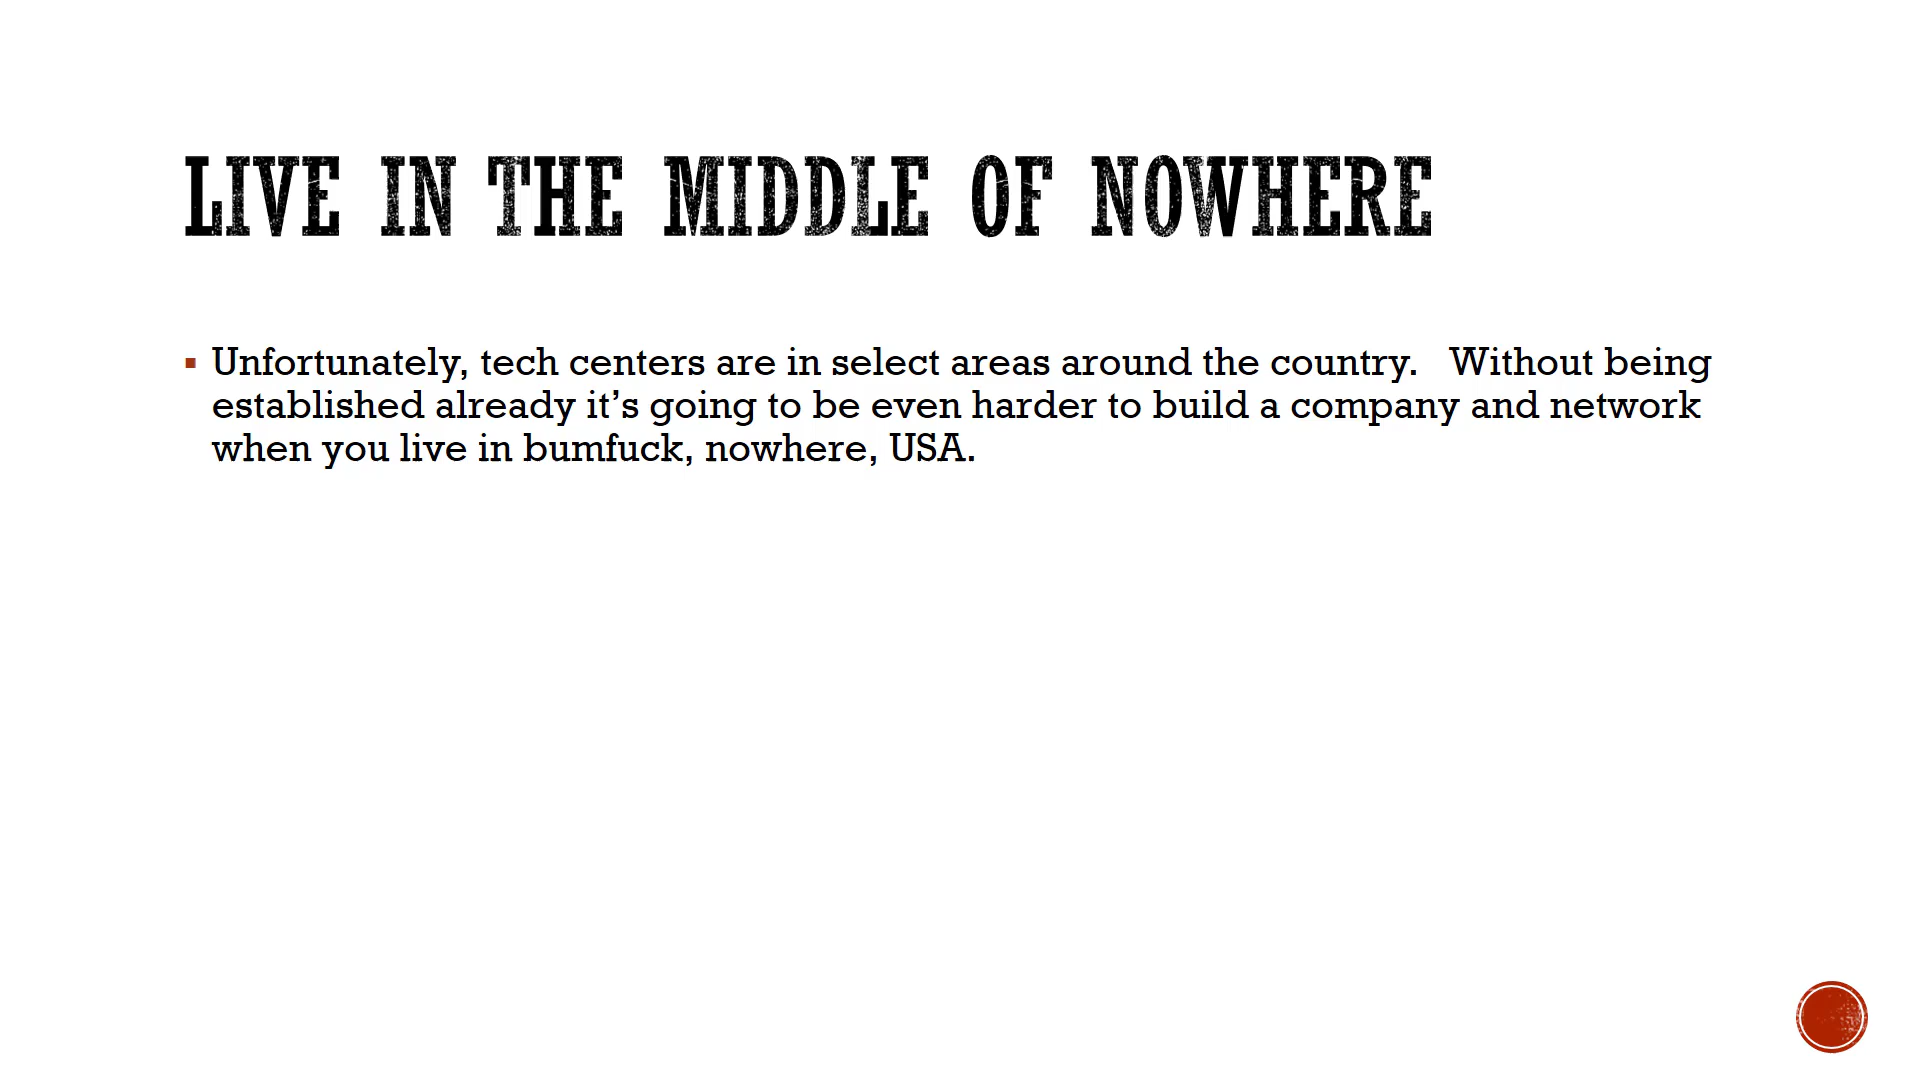 LIVE IN THE MIDDLE OF NOWHERE
▪ Unfortunately, tech centers are in select areas around the country.   Without being
established already it’s going to be even harder to build a company and network
when you live in bumfuck, nowhere, USA.